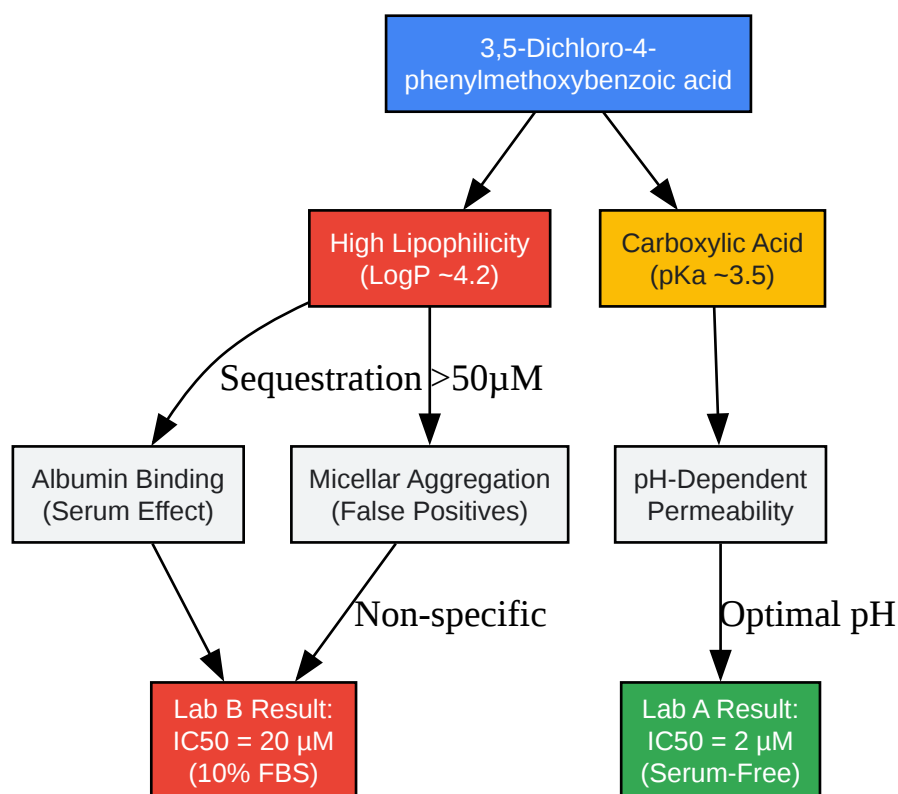 3,5-Dichloro-4-
phenylmethoxybenzoic acid
High Lipophilicity
(LogP ~4.2)
Carboxylic Acid
(pKa ~3.5)
Sequestration
>50µM
Albumin Binding
(Serum Effect)
Micellar Aggregation
(False Positives)
pH-Dependent
Permeability
Non-specific
Optimal pH
Lab B Result:
IC50 = 20 µM
(10% FBS)
Lab A Result:
IC50 = 2 µM
(Serum-Free)